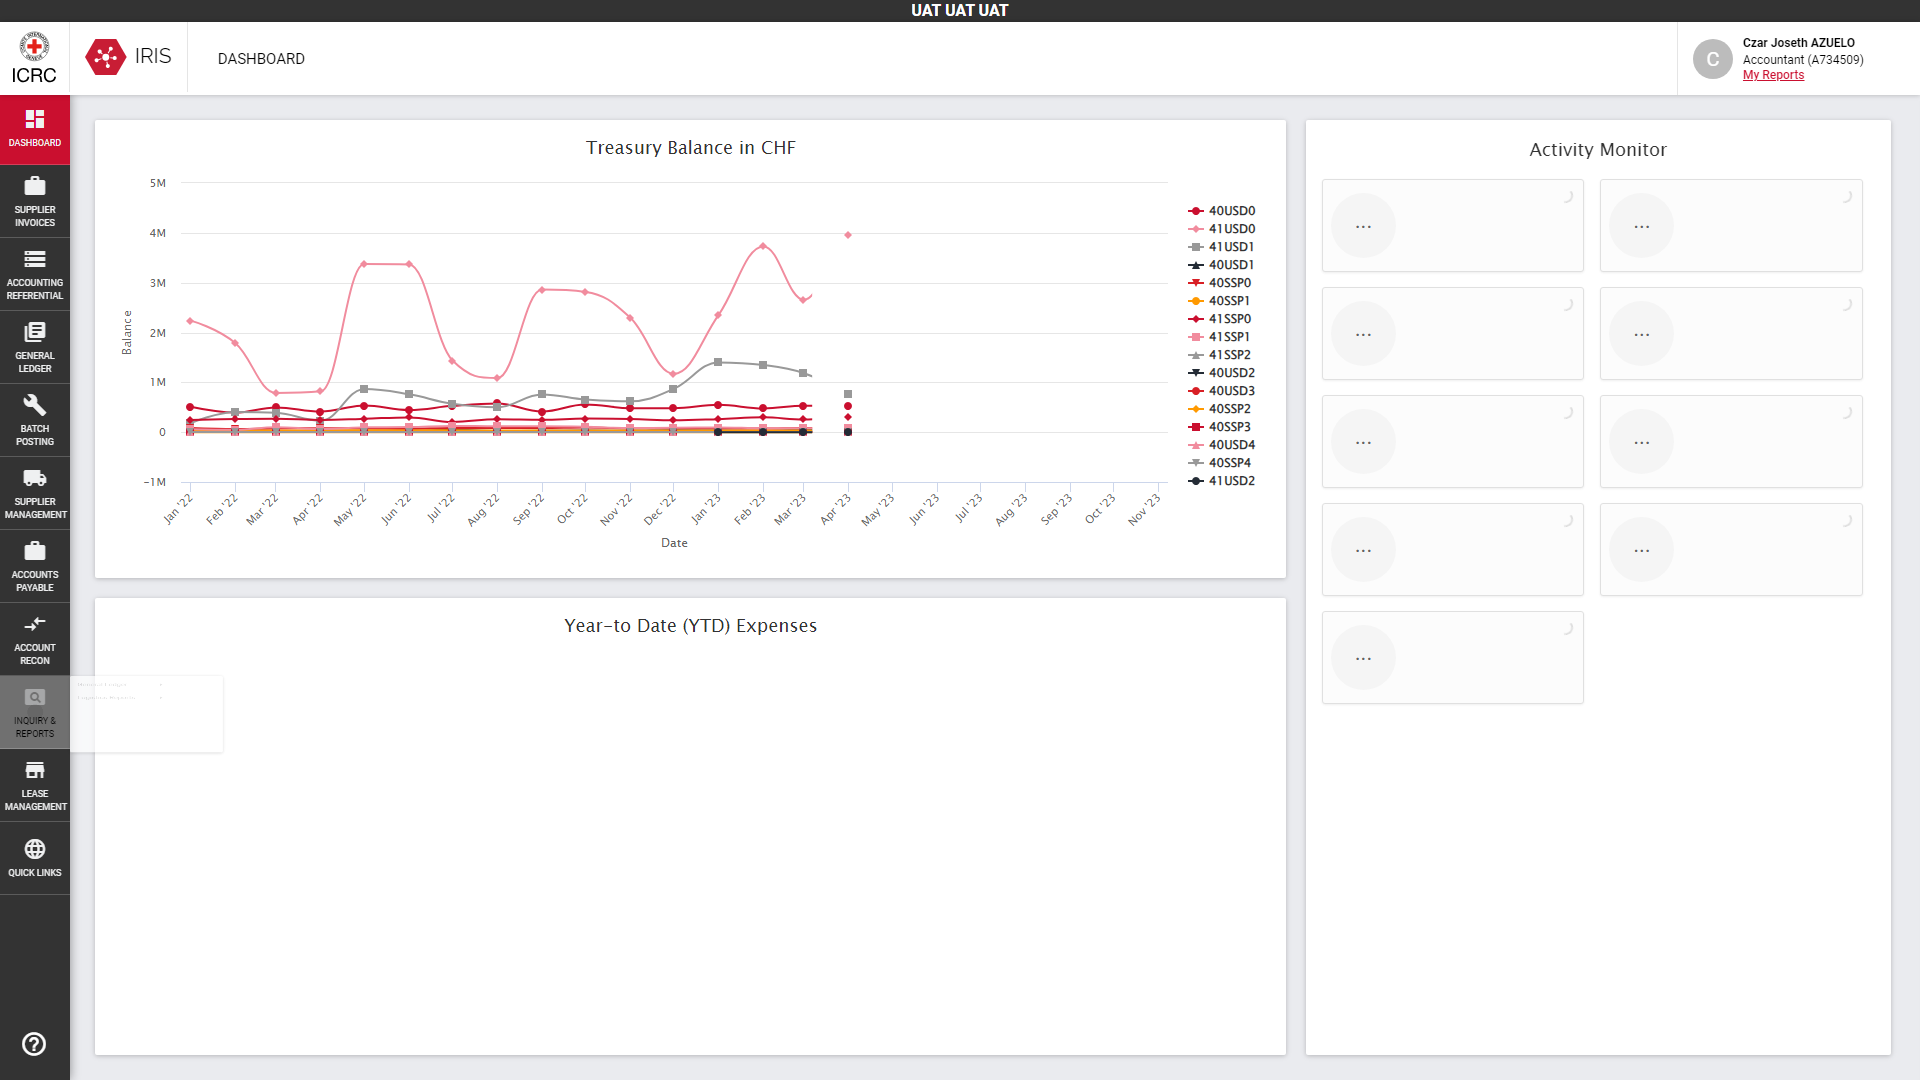 UAT UAT UAT
ICRC
IRIS
DASHBOARD
C
Czar Joseth AZUELO
Accountant (A734509)
My Reports
DASHBOARD
SUPPLIER
INVOICES
ACCOUNTING
REFERENTIAL
GENERAL
LEDGER
BATCH
POSTING
SUPPLIER
MANAGEMENT
ACCOUNTS
PAYABLE
ACCOUNT
RECON
INQUIRY &
REPORTS
LEASE
MANAGEMENT
QUICK LINKS
Treasury Balance in CHF
Balance
5M
4M
3M
2M
1M
0
-1M
Jan '22
Feb '22
Mar '22
Apr '22
May '22
Jun '22
Jul '22
Aug '22
Sep '22
Oct '22
Nov '22
Dec '22
Jan '23
Feb '23
Mar '23
Apr '23
May '23
Jun '23
Jul '23
Aug '23
Sep '23
Oct '23
Nov '23
Date
40USD0
41USD0
41USD1
40USD1
40SSP0
40SSP1
41SSP0
41SSP1
41SSP2
40USD2
40USD3
40SSP2
40SSP3
40USD4
40SSP4
41USD2
Year-to Date (YTD) Expenses
Activity Monitor
...
...
...
...
...
...
...
...
...